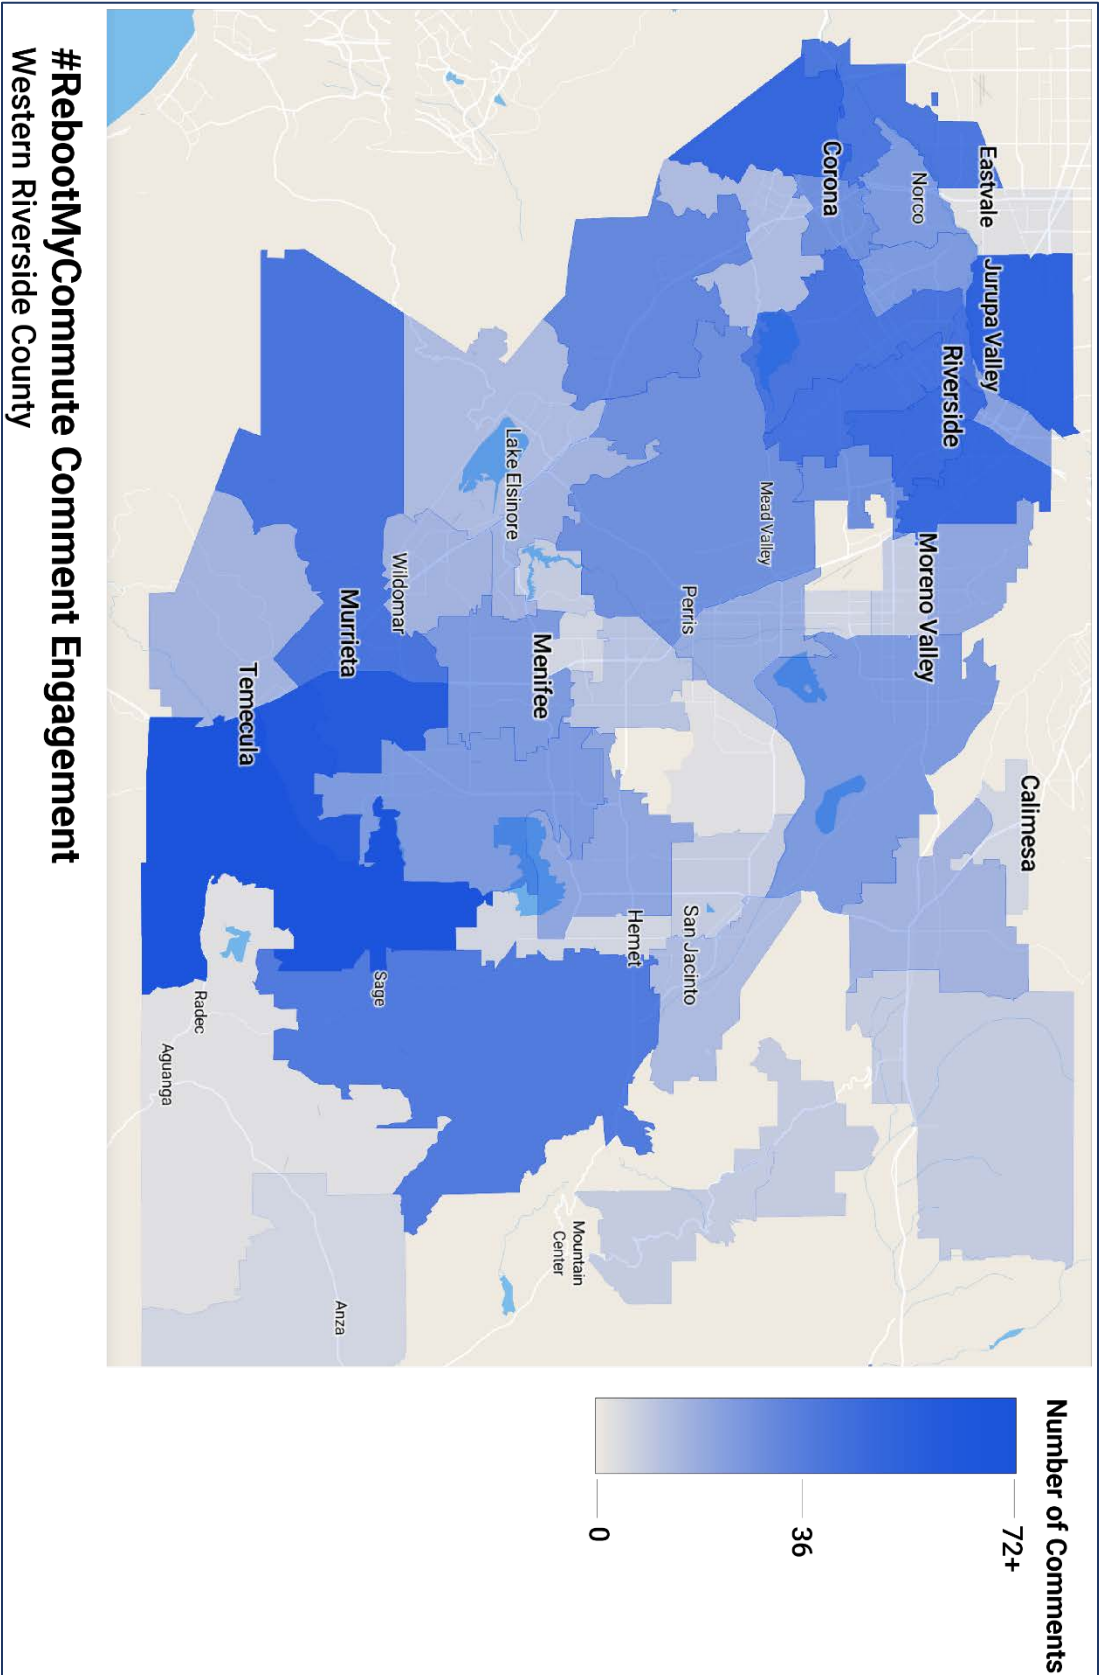 #RebootMyCommute Comment Engagement
Western Riverside County
Number of Comments
0
36
72+
Eastvale
Norco
Corona
Jurupa Valley
Riverside
Mead Valley
Moreno Valley
Calimesa
Perris
Lake Elsinore
Wildomar
Menifee
Murrieta
Temecula
San Jacinto
Hemet
Sage
Radec
Aguanga
Mountain
Center
Anza